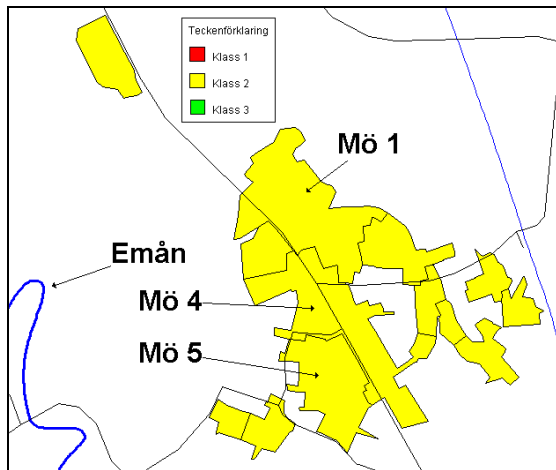 Teckenförklaring
Klass 1
Klass 2
Klass 3
Mö 1
Emån
Mö 4
Mö 5